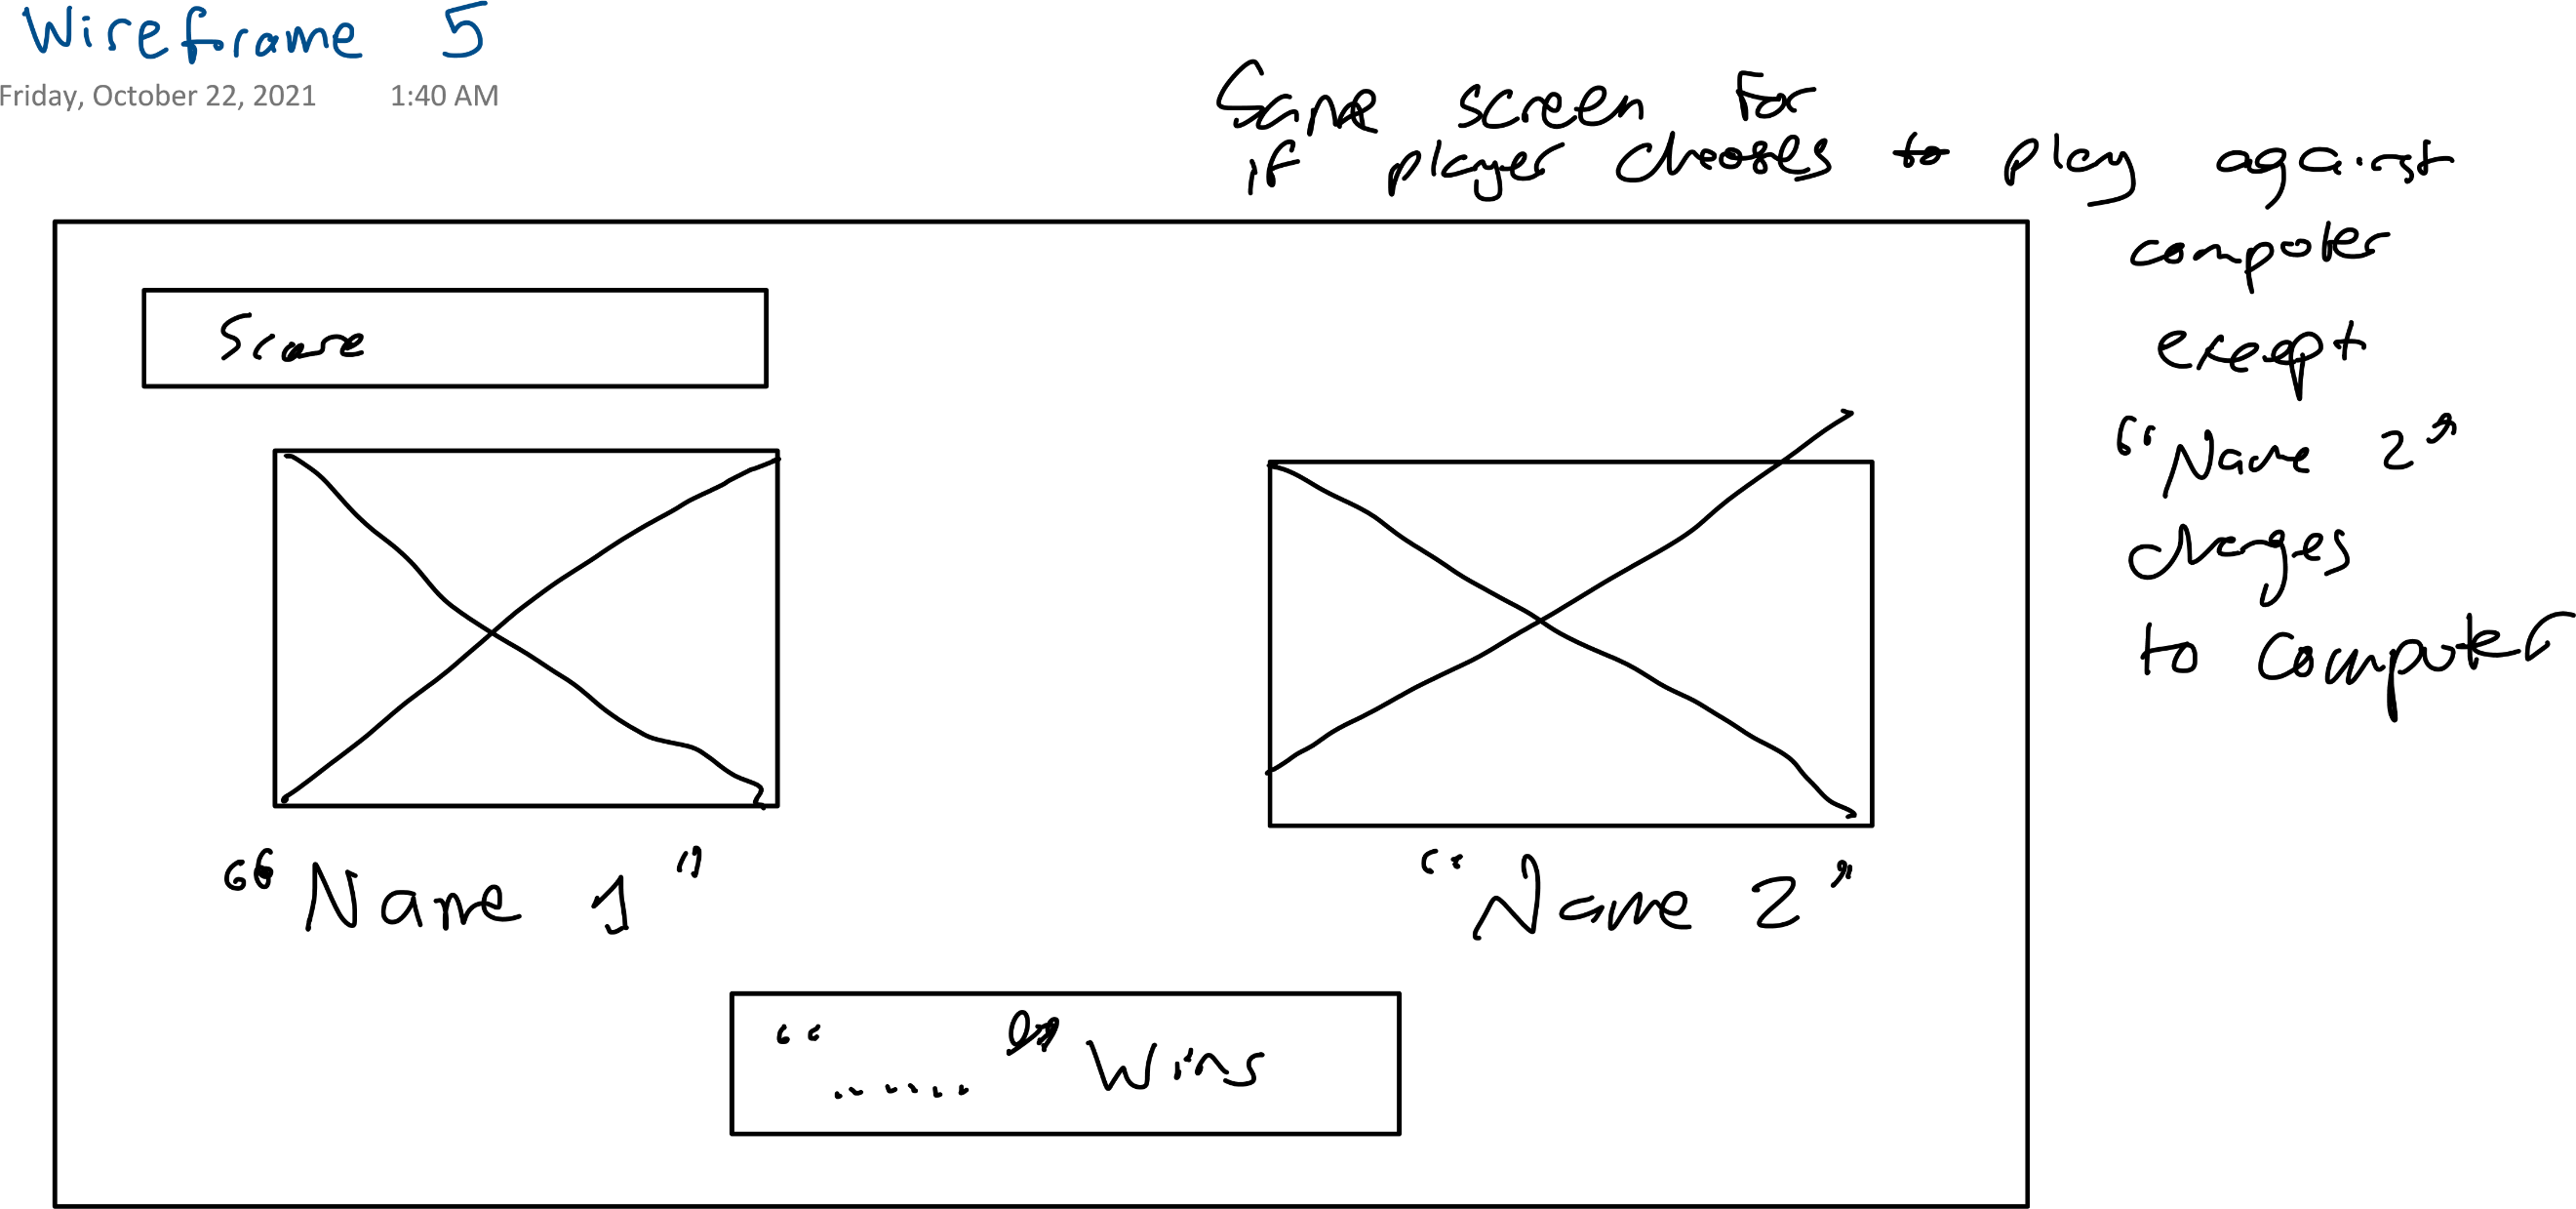 Wireframe 5
Friday, October 22, 2021 1:40 AM
Same screen for
if player chooses to play against
computer
except
"Name 2"
changes
to computer
Score
"Name 1" "Name 2"
"......" Wins